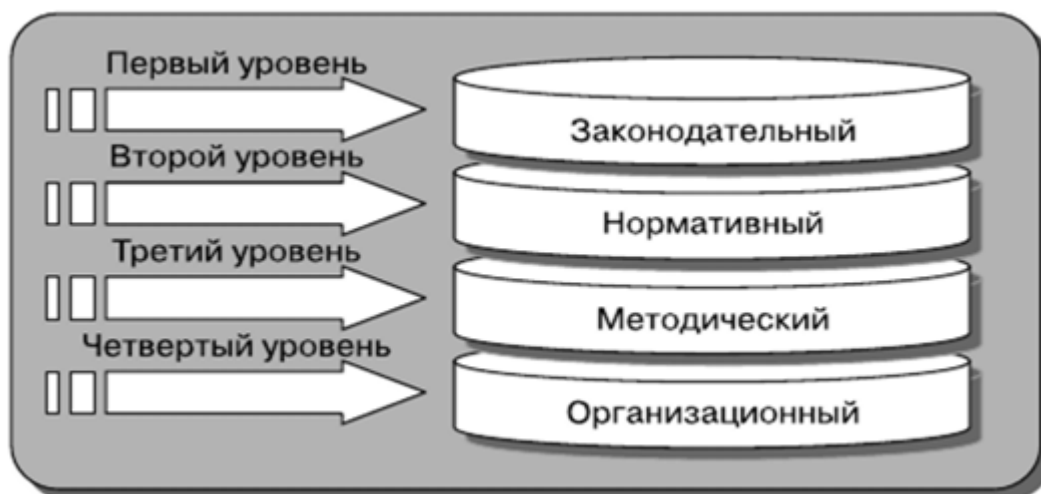 Первый уровень
Законодательный
Второй уровень
Нормативный
Третий уровень
Методический
Четвертый уровень
Организационный